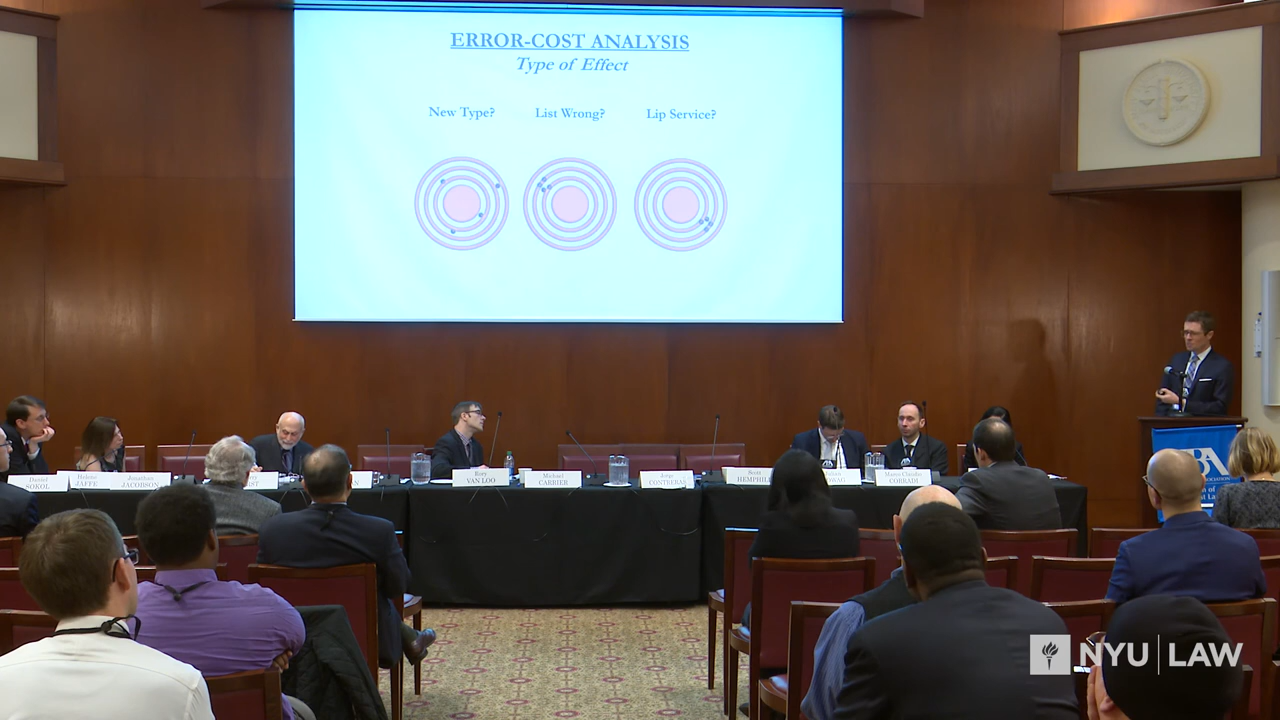 ERROR-COST ANALYSIS
Type of Effect
New Type?
List Wrong?
Lip Service?
Daniel
SOKOL
JAFFE
Jonathan
JACOBSON
Rory
VAN LOO
Michael
CARRIER
Jorge
CONTRERAS
Scott
HEMPHILL
CORRADI
NYU | LAW